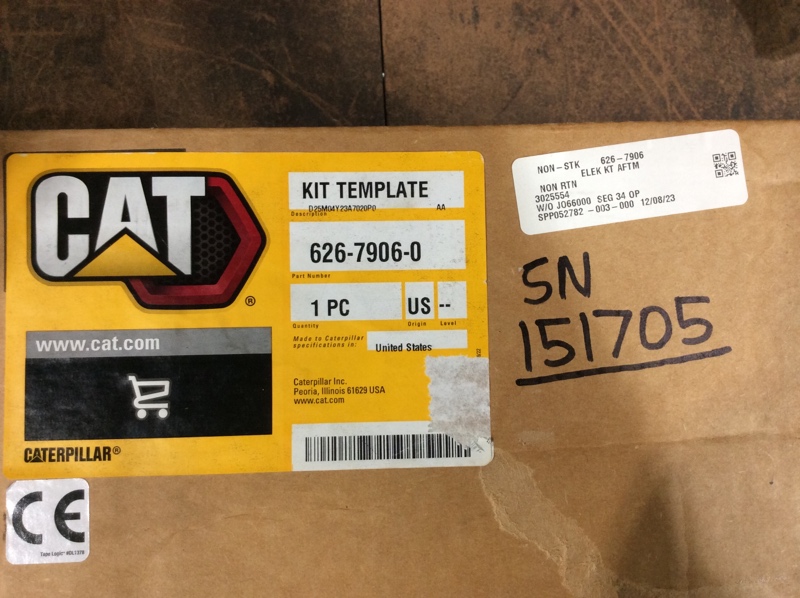 CAT
®
www.cat.com
CATERPILLAR®
KIT TEMPLATE
D25M04Y23A7020P0 AA
Description
626-7906-0
Part Number
1 PC US --
Quantity Origin Level
Made to Caterpillar
specifications in: United States
Caterpillar Inc.
Peoria, Illinois 61629 USA
www.cat.com
NON-STK 626-7906
ELEK KT AFTM
NON RTN
3025554
W/O JO66000 SEG 34 OP
SPP052782 -003-000 12/08/23
SN
151705
CE
Tape Logic®